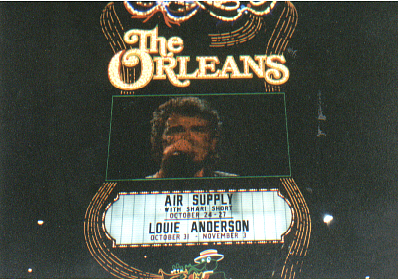 The
ORLEANS
AIR SUPPLY
WITH SHARI SHORT
OCTOBER 24-27
LOUIE ANDERSON
OCTOBER 31 - NOVEMBER 3